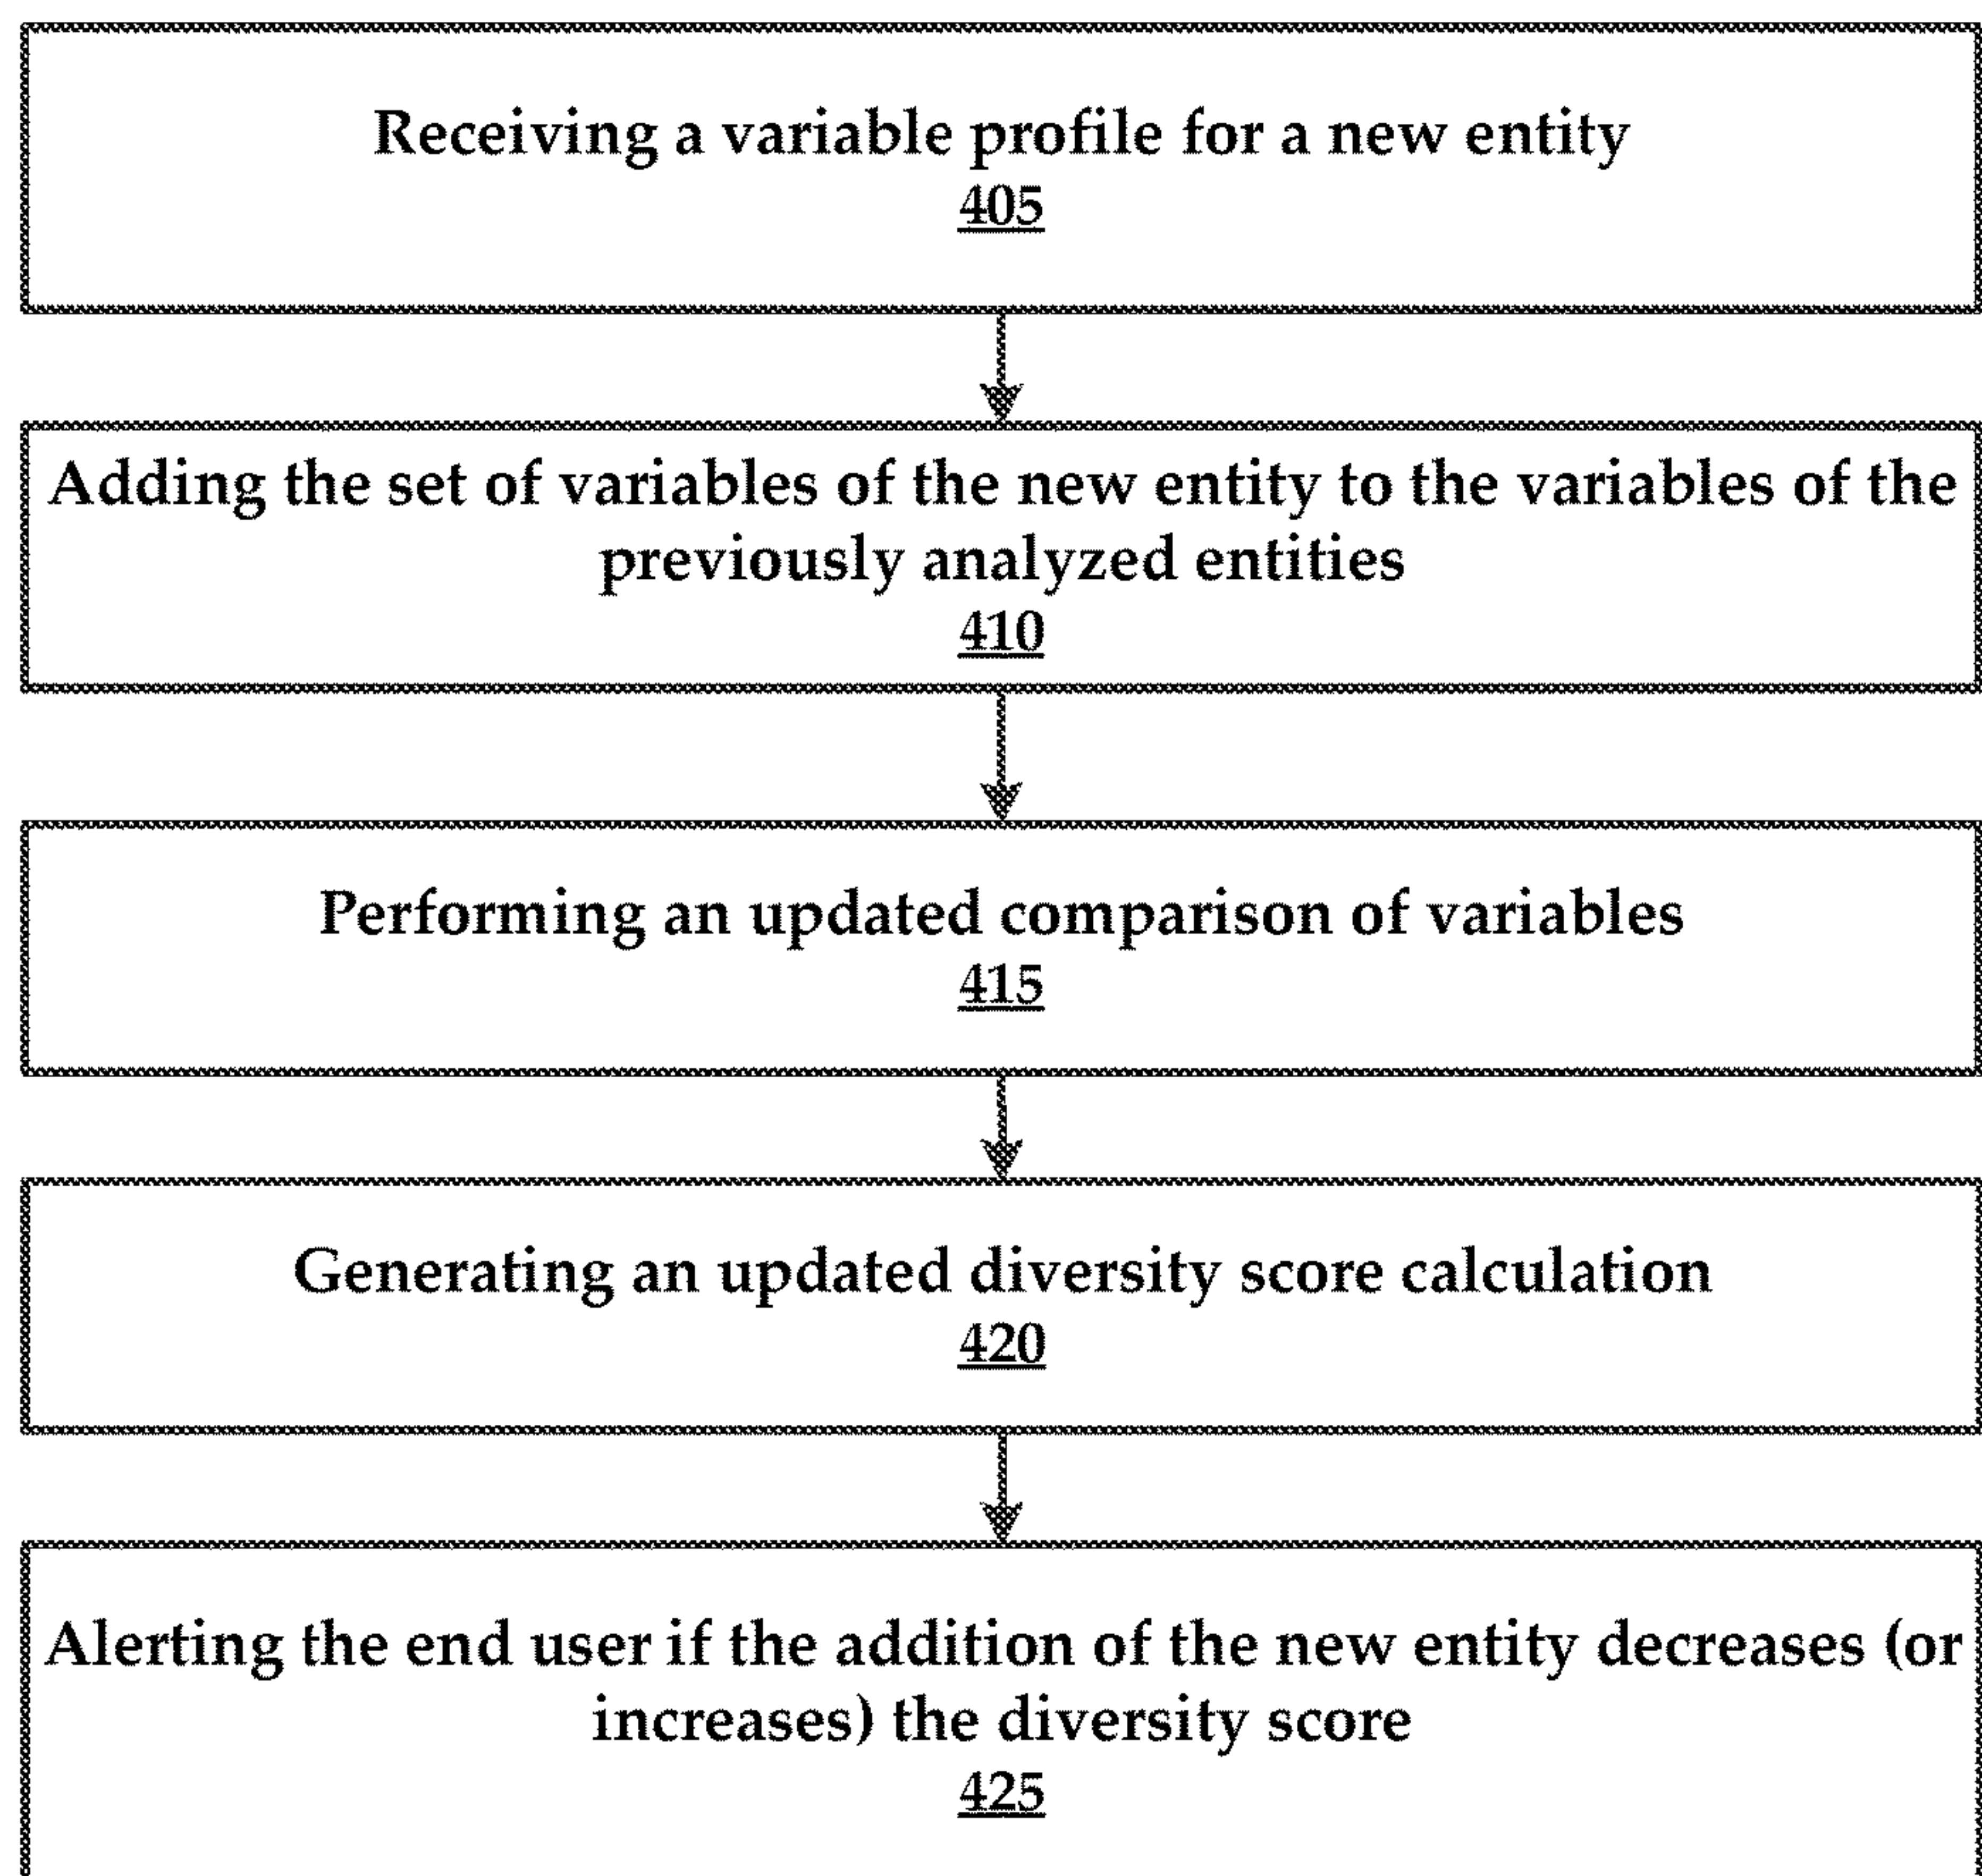 Receiving a variable profile for a new entity
405
Adding the set of variables of the new entity to the variables of the
previously analyzed entities
410
Performing an updated comparison of variables
415
Generating an updated diversity score calculation
420
Alerting the end user if the addition of the new entity decreases (or
increases) the diversity score
425